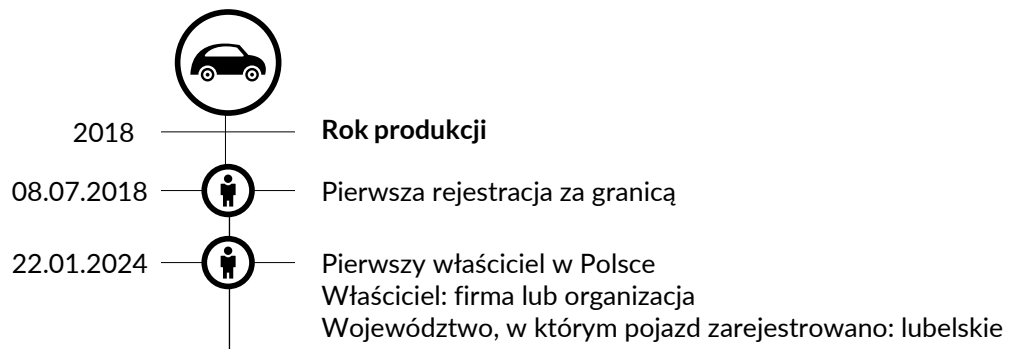 2018 Rok produkcji
08.07.2018 Pierwsza rejestracja za granicą
22.01.2024 Pierwszy właściciel w Polsce
Właściciel: firma lub organizacja
Województwo, w którym pojazd zarejestrowano: lubelskie